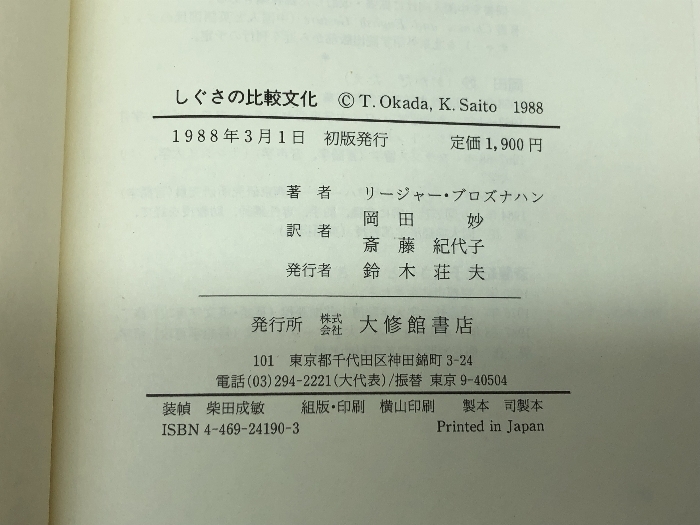 しぐさの比較文化 © T. Okada, K. Saito 1988
1988年3月1日 初版発行 定価1,900円
著者 リージャー・ブロズナハン
訳者 岡田 妙
斎藤 紀代子
発行者 鈴木荘夫
発行所 株式会社 大修館書店
101 東京都千代田区神田錦町3-24
電話(03)294-2221(大代表)/振替 東京9-40504
装幀 柴田成敏 組版・印刷 横山印刷 製本 司製本
ISBN 4-469-24190-3 Printed in Japan